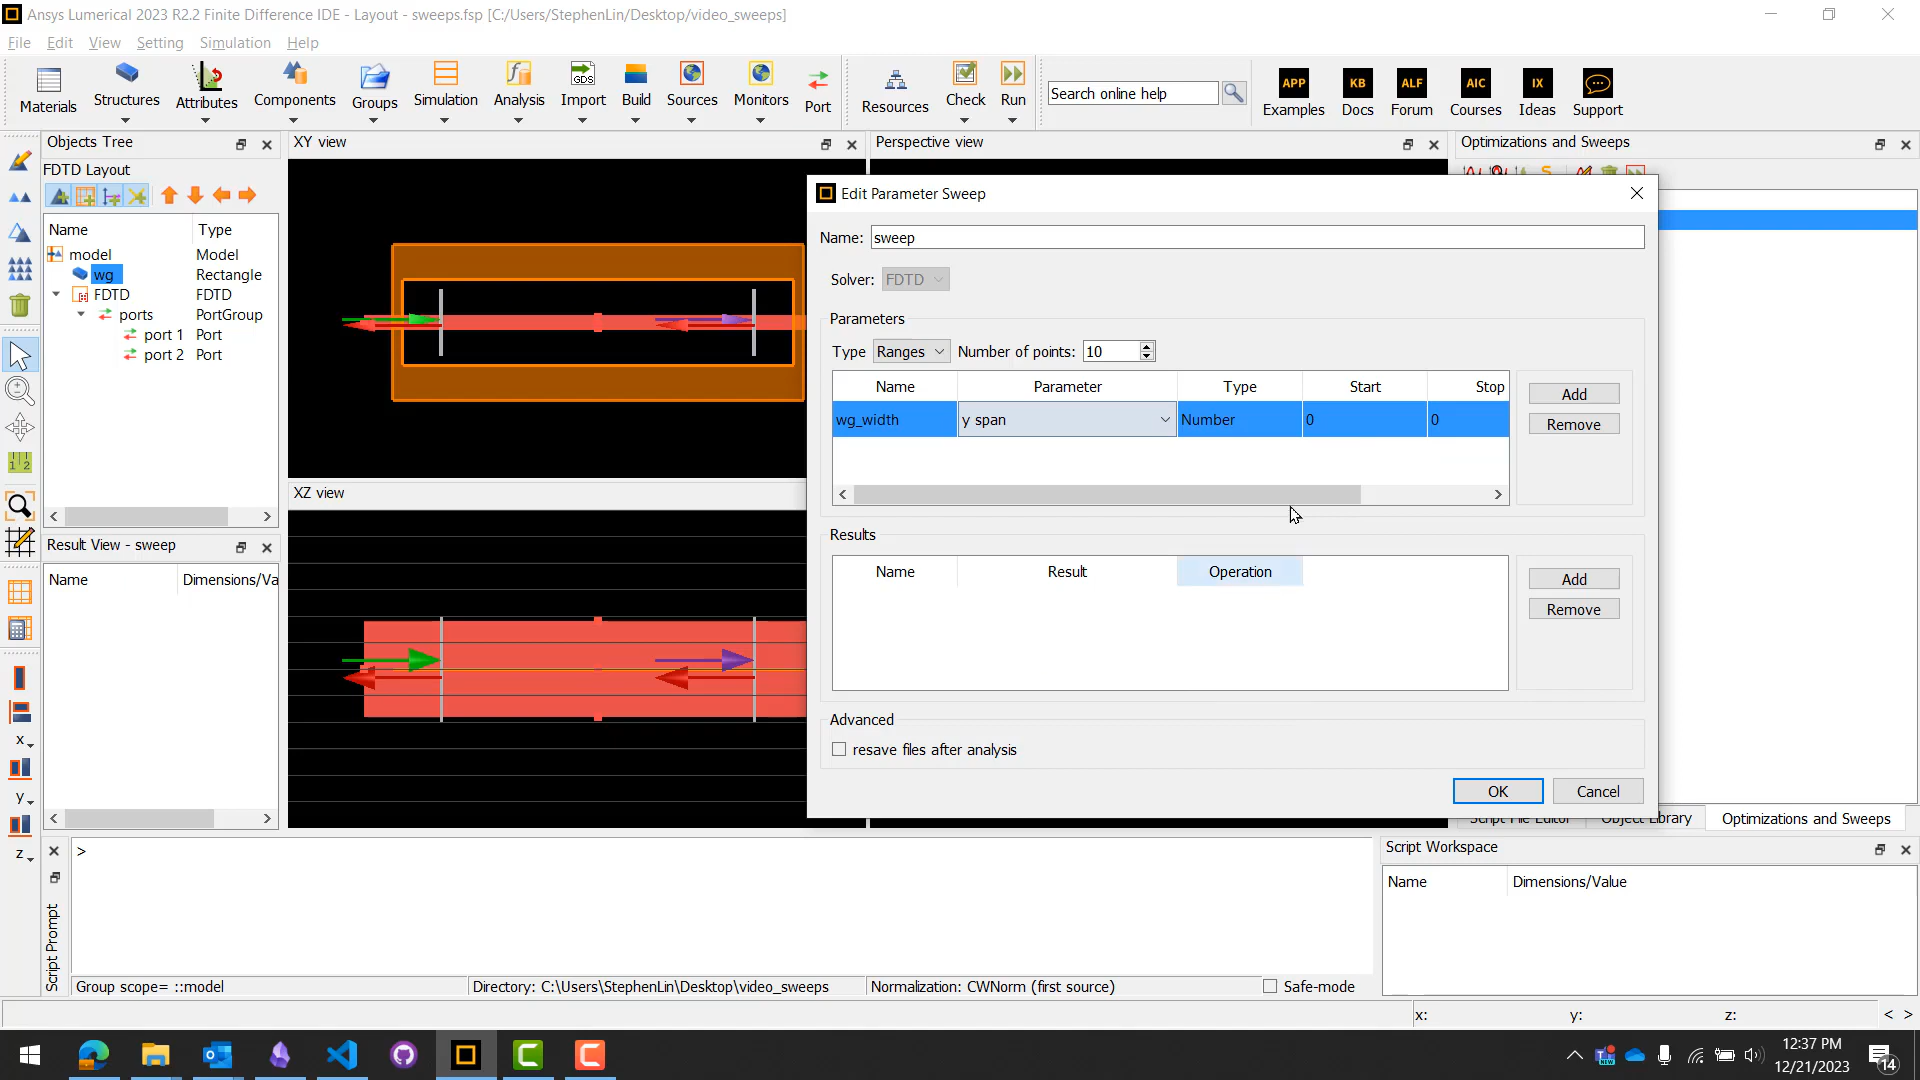 Ansys Lumerical 2023 R2.2 Finite Difference IDE - Layout - sweeps.fsp [C:/Users/StephenLin/Desktop/video_sweeps]
File Edit View Setting Simulation Help
Materials Structures Attributes Components Groups Simulation Analysis Import Build Sources Monitors Port Resources Check Run Search online help Examples Docs Forum Courses Ideas Support
GDS APP KB ALF AIC IX
Objects Tree
FDTD Layout
Name Type
model Model
wg Rectangle
FDTD FDTD
ports PortGroup
port 1 Port
port 2 Port
Result View - sweep
Name Dimensions/Va
XY view
Perspective view
XZ view
Optimizations and Sweeps
Edit Parameter Sweep
Name: sweep
Solver: FDTD
Parameters
Type Ranges Number of points: 10
Name Parameter Type Start Stop
wg_width y span Number 0 0
Add
Remove
Results
Name Result Operation
Add
Remove
Advanced
resave files after analysis
OK Cancel
Script File Editor Object Library Optimizations and Sweeps
x
y
z
>
Script Prompt
Script Workspace
Name Dimensions/Value
Group scope= ::model Directory: C:\Users\StephenLin\Desktop\video_sweeps Normalization: CWNorm (first source) Safe-mode
x: y: z: < >
12:37 PM
12/21/2023
14